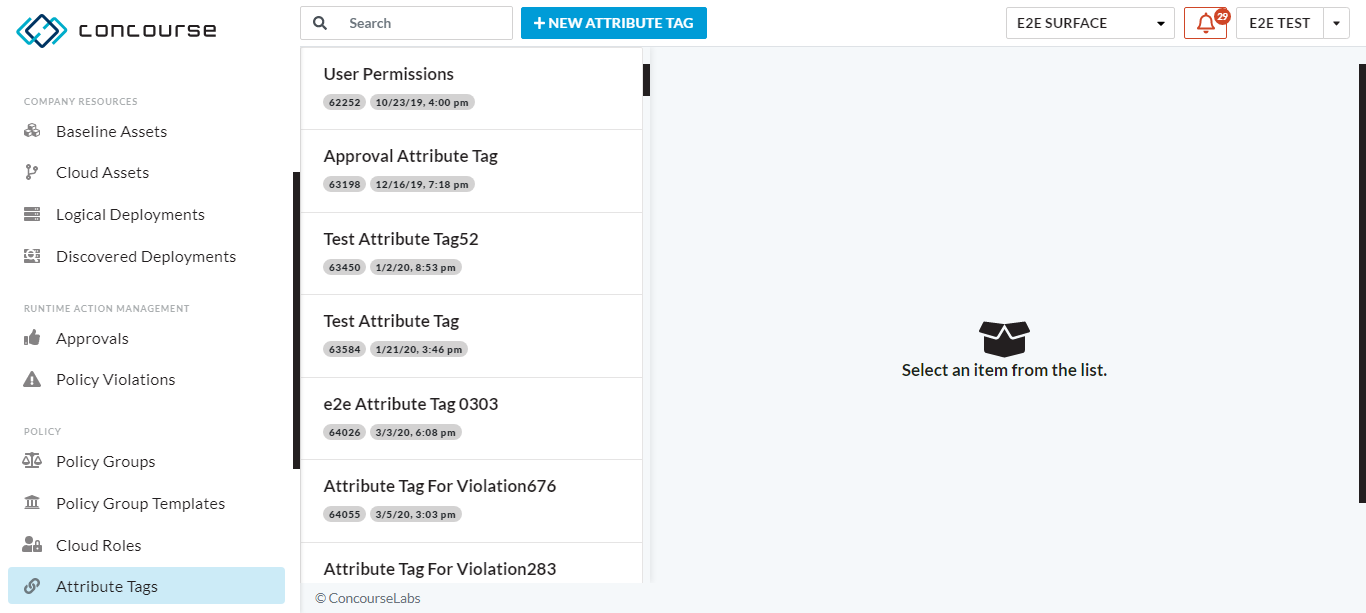 concourse
Search
NEW ATTRIBUTE TAG
E2E SURFACE
29
E2E TEST
COMPANY RESOURCES
Baseline Assets
Cloud Assets
Logical Deployments
Discovered Deployments
RUNTIME ACTION MANAGEMENT
Approvals
Policy Violations
POLICY
Policy Groups
Policy Group Templates
Cloud Roles
Attribute Tags
User Permissions
62252 10/23/19, 4:00 pm
Approval Attribute Tag
63198 12/16/19, 7:18 pm
Test Attribute Tag52
63450 1/2/20, 8:53 pm
Test Attribute Tag
63584 1/21/20, 3:46 pm
e2e Attribute Tag 0303
64026 3/3/20, 6:08 pm
Attribute Tag For Violation676
64055 3/5/20, 3:03 pm
Attribute Tag For Violation283
© ConcourseLabs
Select an item from the list.